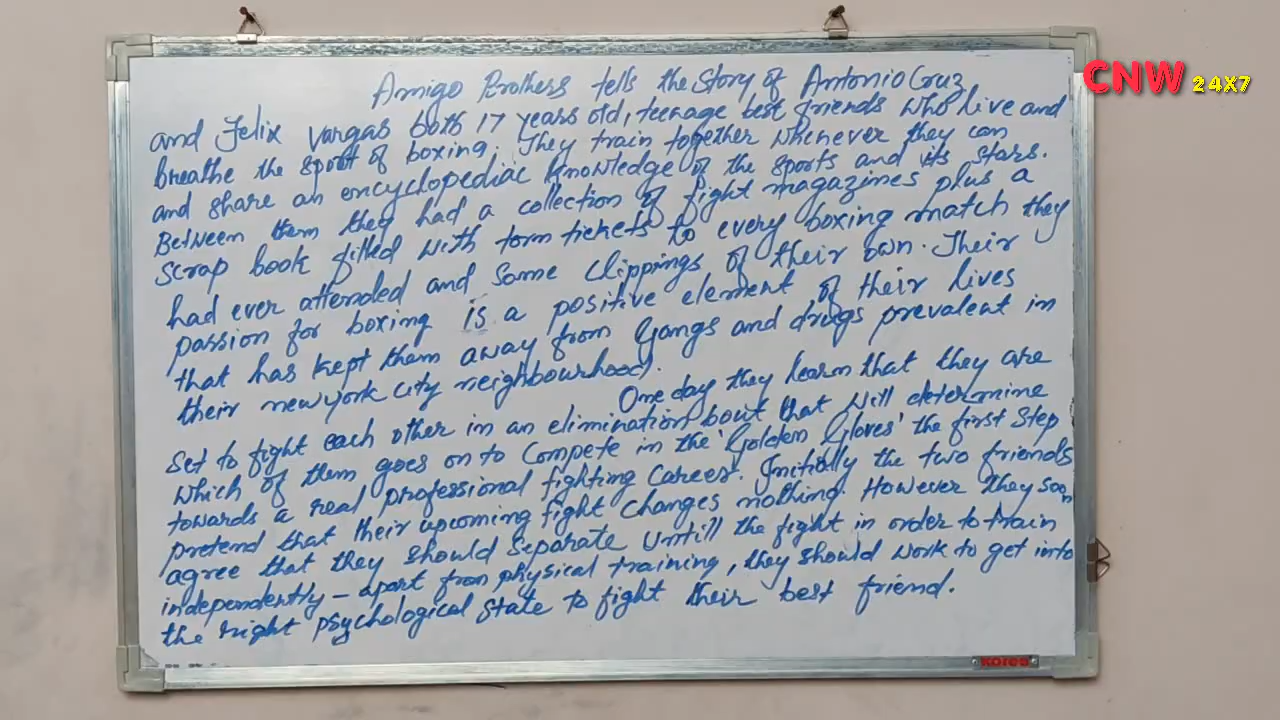 CNW 24X7
Amigo Brothers tells the Story of Antonio Cruz
and Felix Vargas both 17 years old, teenage best friends who live and
breathe the sport of boxing. They train together whenever they can
and share an encyclopediac knowledge of the sports and its stars.
Between them they had a collection of fight magazines plus a
scrap book filled with torn tickets to every boxing match they
had ever attended and some clippings of their own. Their
passion for boxing is a positive element of their lives
that has kept them away from Gangs and drugs prevalent in
their new york city neighbourhood.
One day they learn that they are
set to fight each other in an elimination bout that will determine
which of them goes on to compete in the 'Golden Gloves' the first step
towards a real professional fighting career. Initially the two friends
pretend that their upcoming fight changes nothing. However they soon
agree that they should separate untill the fight in order to train
independently - apart from physical training, they should work to get into
the right psychological state to fight their best friend.
Korea